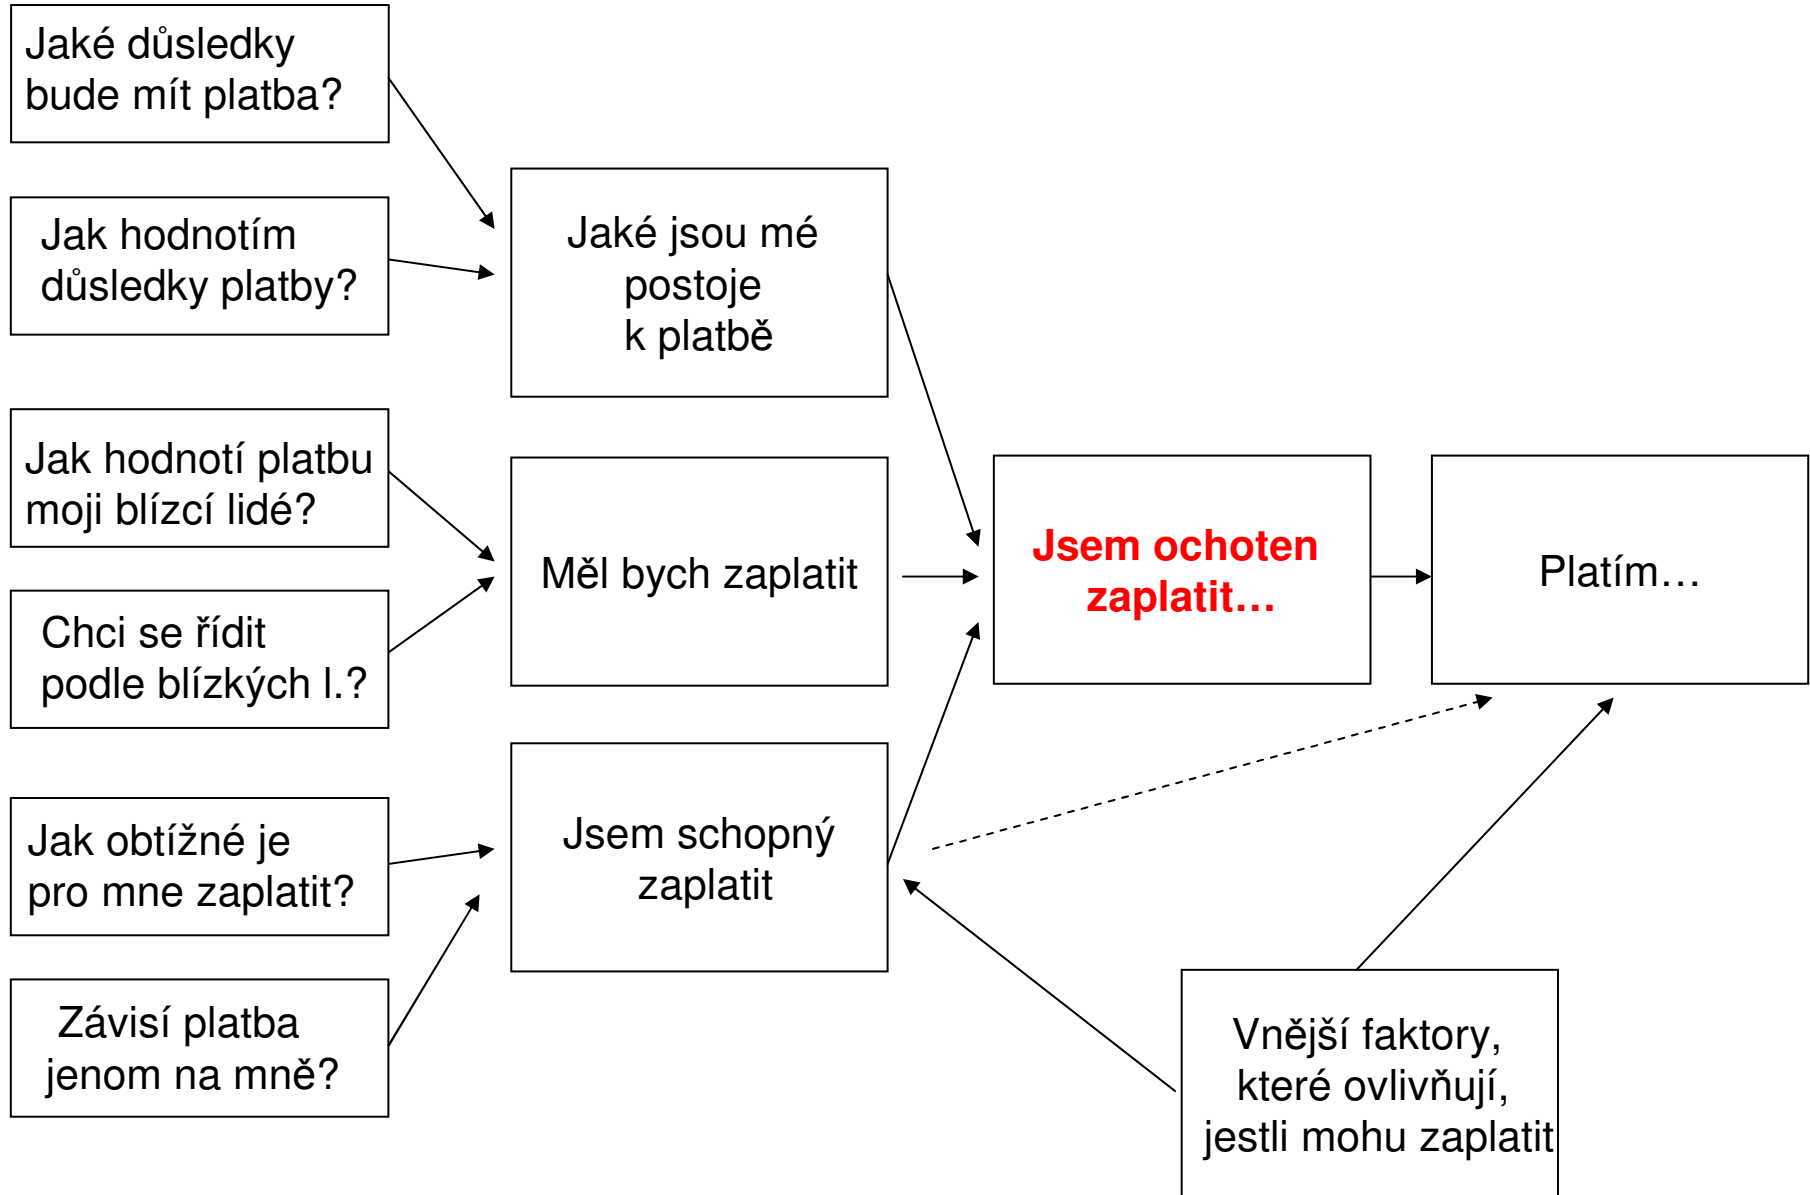 Jaké důsledky
bude mít platba?
Jak hodnotím
důsledky platby?
Jaké jsou mé
postoje
k platbě
Jak hodnotí platbu
moji blízcí lidé?
Chci se řídit
podle blízkých l.?
Měl bych zaplatit
Jsem ochoten
zaplatit…
Platím…
Jak obtížné je
pro mne zaplatit?
Závisí platba
jenom na mně?
Jsem schopný
zaplatit
Vnější faktory,
které ovlivňují,
jestli mohu zaplatit